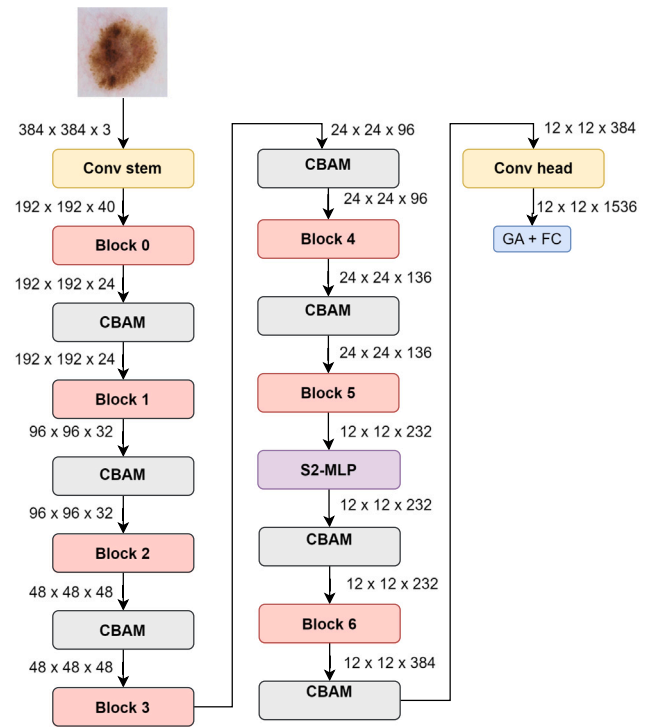 384 x 384 x 3
Conv stem
192 x 192 x 40
Block 0
192 x 192 x 24
CBAM
192 x 192 x 24
Block 1
96 x 96 x 32
CBAM
96 x 96 x 32
Block 2
48 x 48 x 48
CBAM
48 x 48 x 48
Block 3
24 x 24 x 96
CBAM
24 x 24 x 96
Block 4
24 x 24 x 136
CBAM
24 x 24 x 136
Block 5
12 x 12 x 232
S2-MLP
12 x 12 x 232
CBAM
12 x 12 x 232
Block 6
12 x 12 x 384
CBAM
12 x 12 x 384
Conv head
12 x 12 x 1536
GA + FC